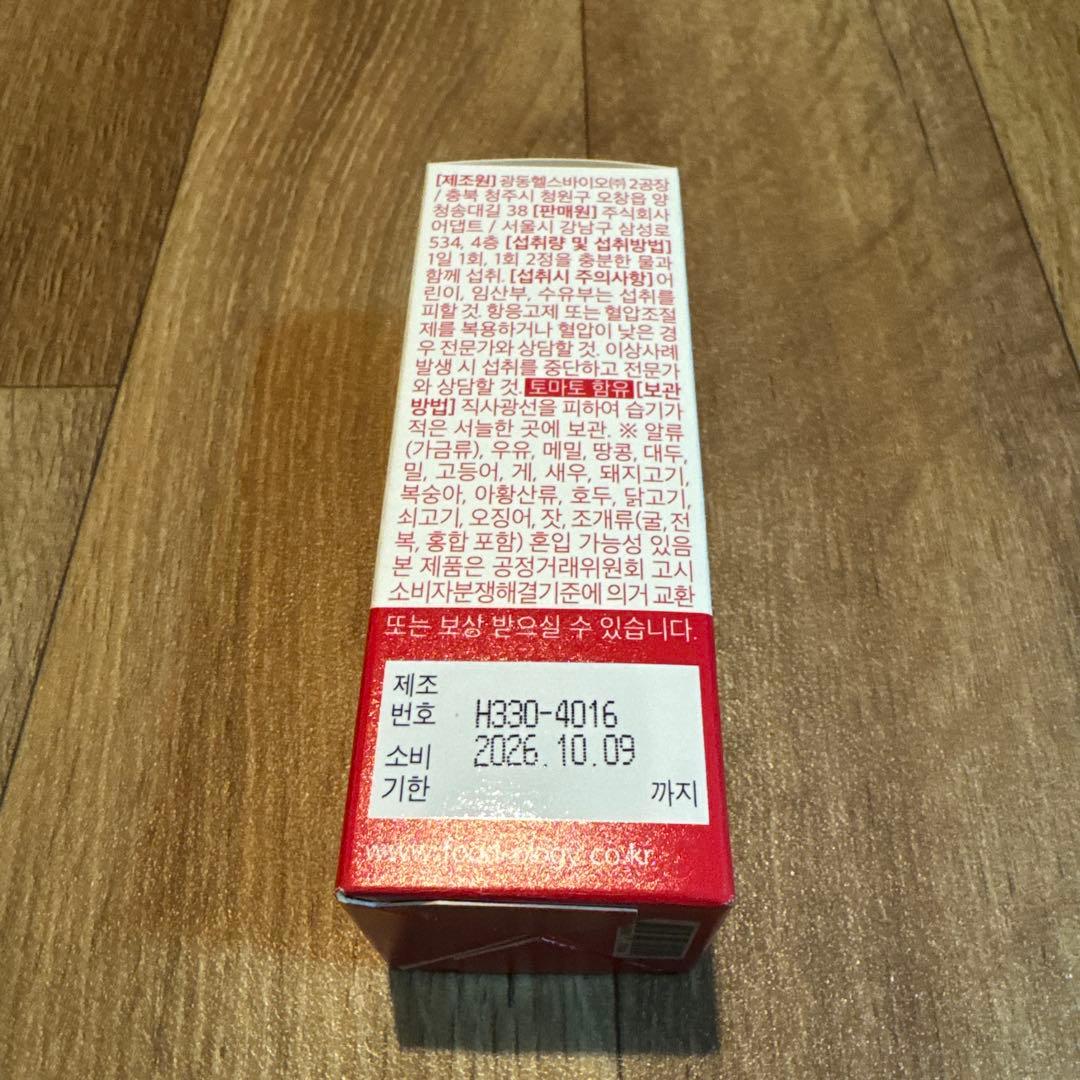 [제조원] 광동헬스바이오㈜ 2공장
/ 충북 청주시 청원구 오창읍 양
청송대길 38 [판매원] 주식회사
어댑트 / 서울시 강남구 삼성로
534, 4층 [섭취량 및 섭취방법]
1일 1회, 1회 2정을 충분한 물과
함께 섭취. [섭취시 주의사항] 어
린이, 임산부, 수유부는 섭취를
피할 것. 항응고제 또는 혈압조절
제를 복용하거나 혈압이 낮은 경
우 전문가와 상담할 것. 이상사례
발생 시 섭취를 중단하고 전문가
와 상담할 것. 토마토 함유 [보관
방법] 직사광선을 피하여 습기가
적은 서늘한 곳에 보관. ※ 알류
(가금류), 우유, 메밀, 땅콩, 대두,
밀, 고등어, 게, 새우, 돼지고기,
복숭아, 아황산류, 호두, 닭고기,
쇠고기, 오징어, 잣, 조개류(굴, 전
복, 홍합 포함) 혼입 가능성 있음
본 제품은 공정거래위원회 고시
소비자분쟁해결기준에 의거 교환
또는 보상 받으실 수 있습니다.
제조
번호 H330-4016
소비 2026.10.09
기한 까지
www.food-ology.co.kr